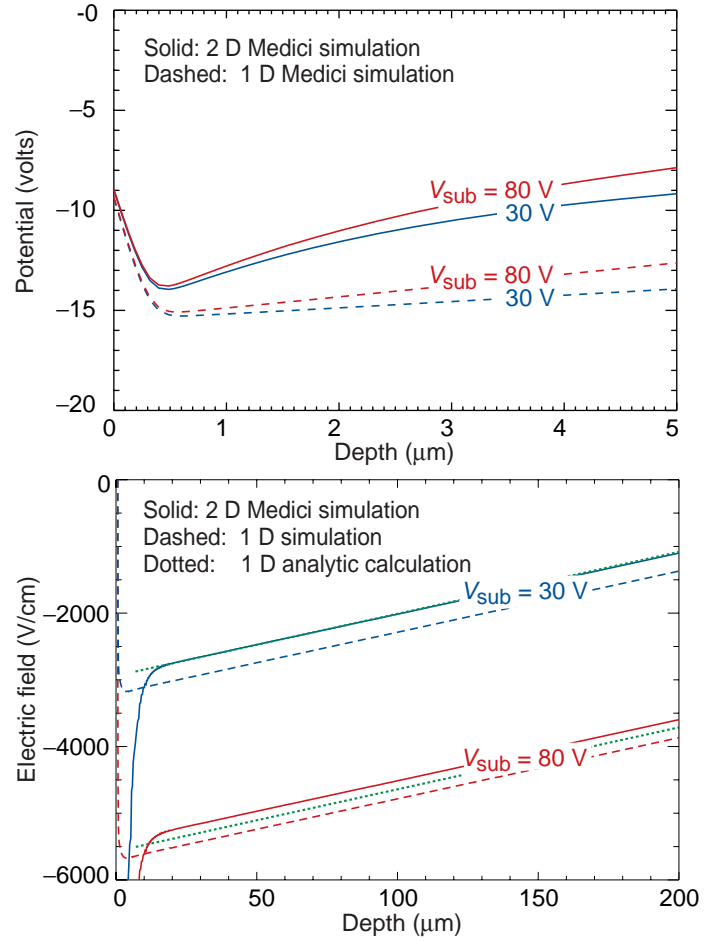 -0
Solid: 2 D Medici simulation
Dashed: 1 D Medici simulation
−5
Potential (volts)
Vsub = 80 V
−10
30 V
Vsub = 80 V
−15
30 V
−20
0 1 2 3 4 5
Depth (μm)
0
Solid: 2 D Medici simulation
Dashed: 1 D simulation
Dotted: 1 D analytic calculation
Electric field (V/cm)
−2000
Vsub = 30 V
−4000
Vsub = 80 V
−6000
0 50 100 150 200
Depth (μm)